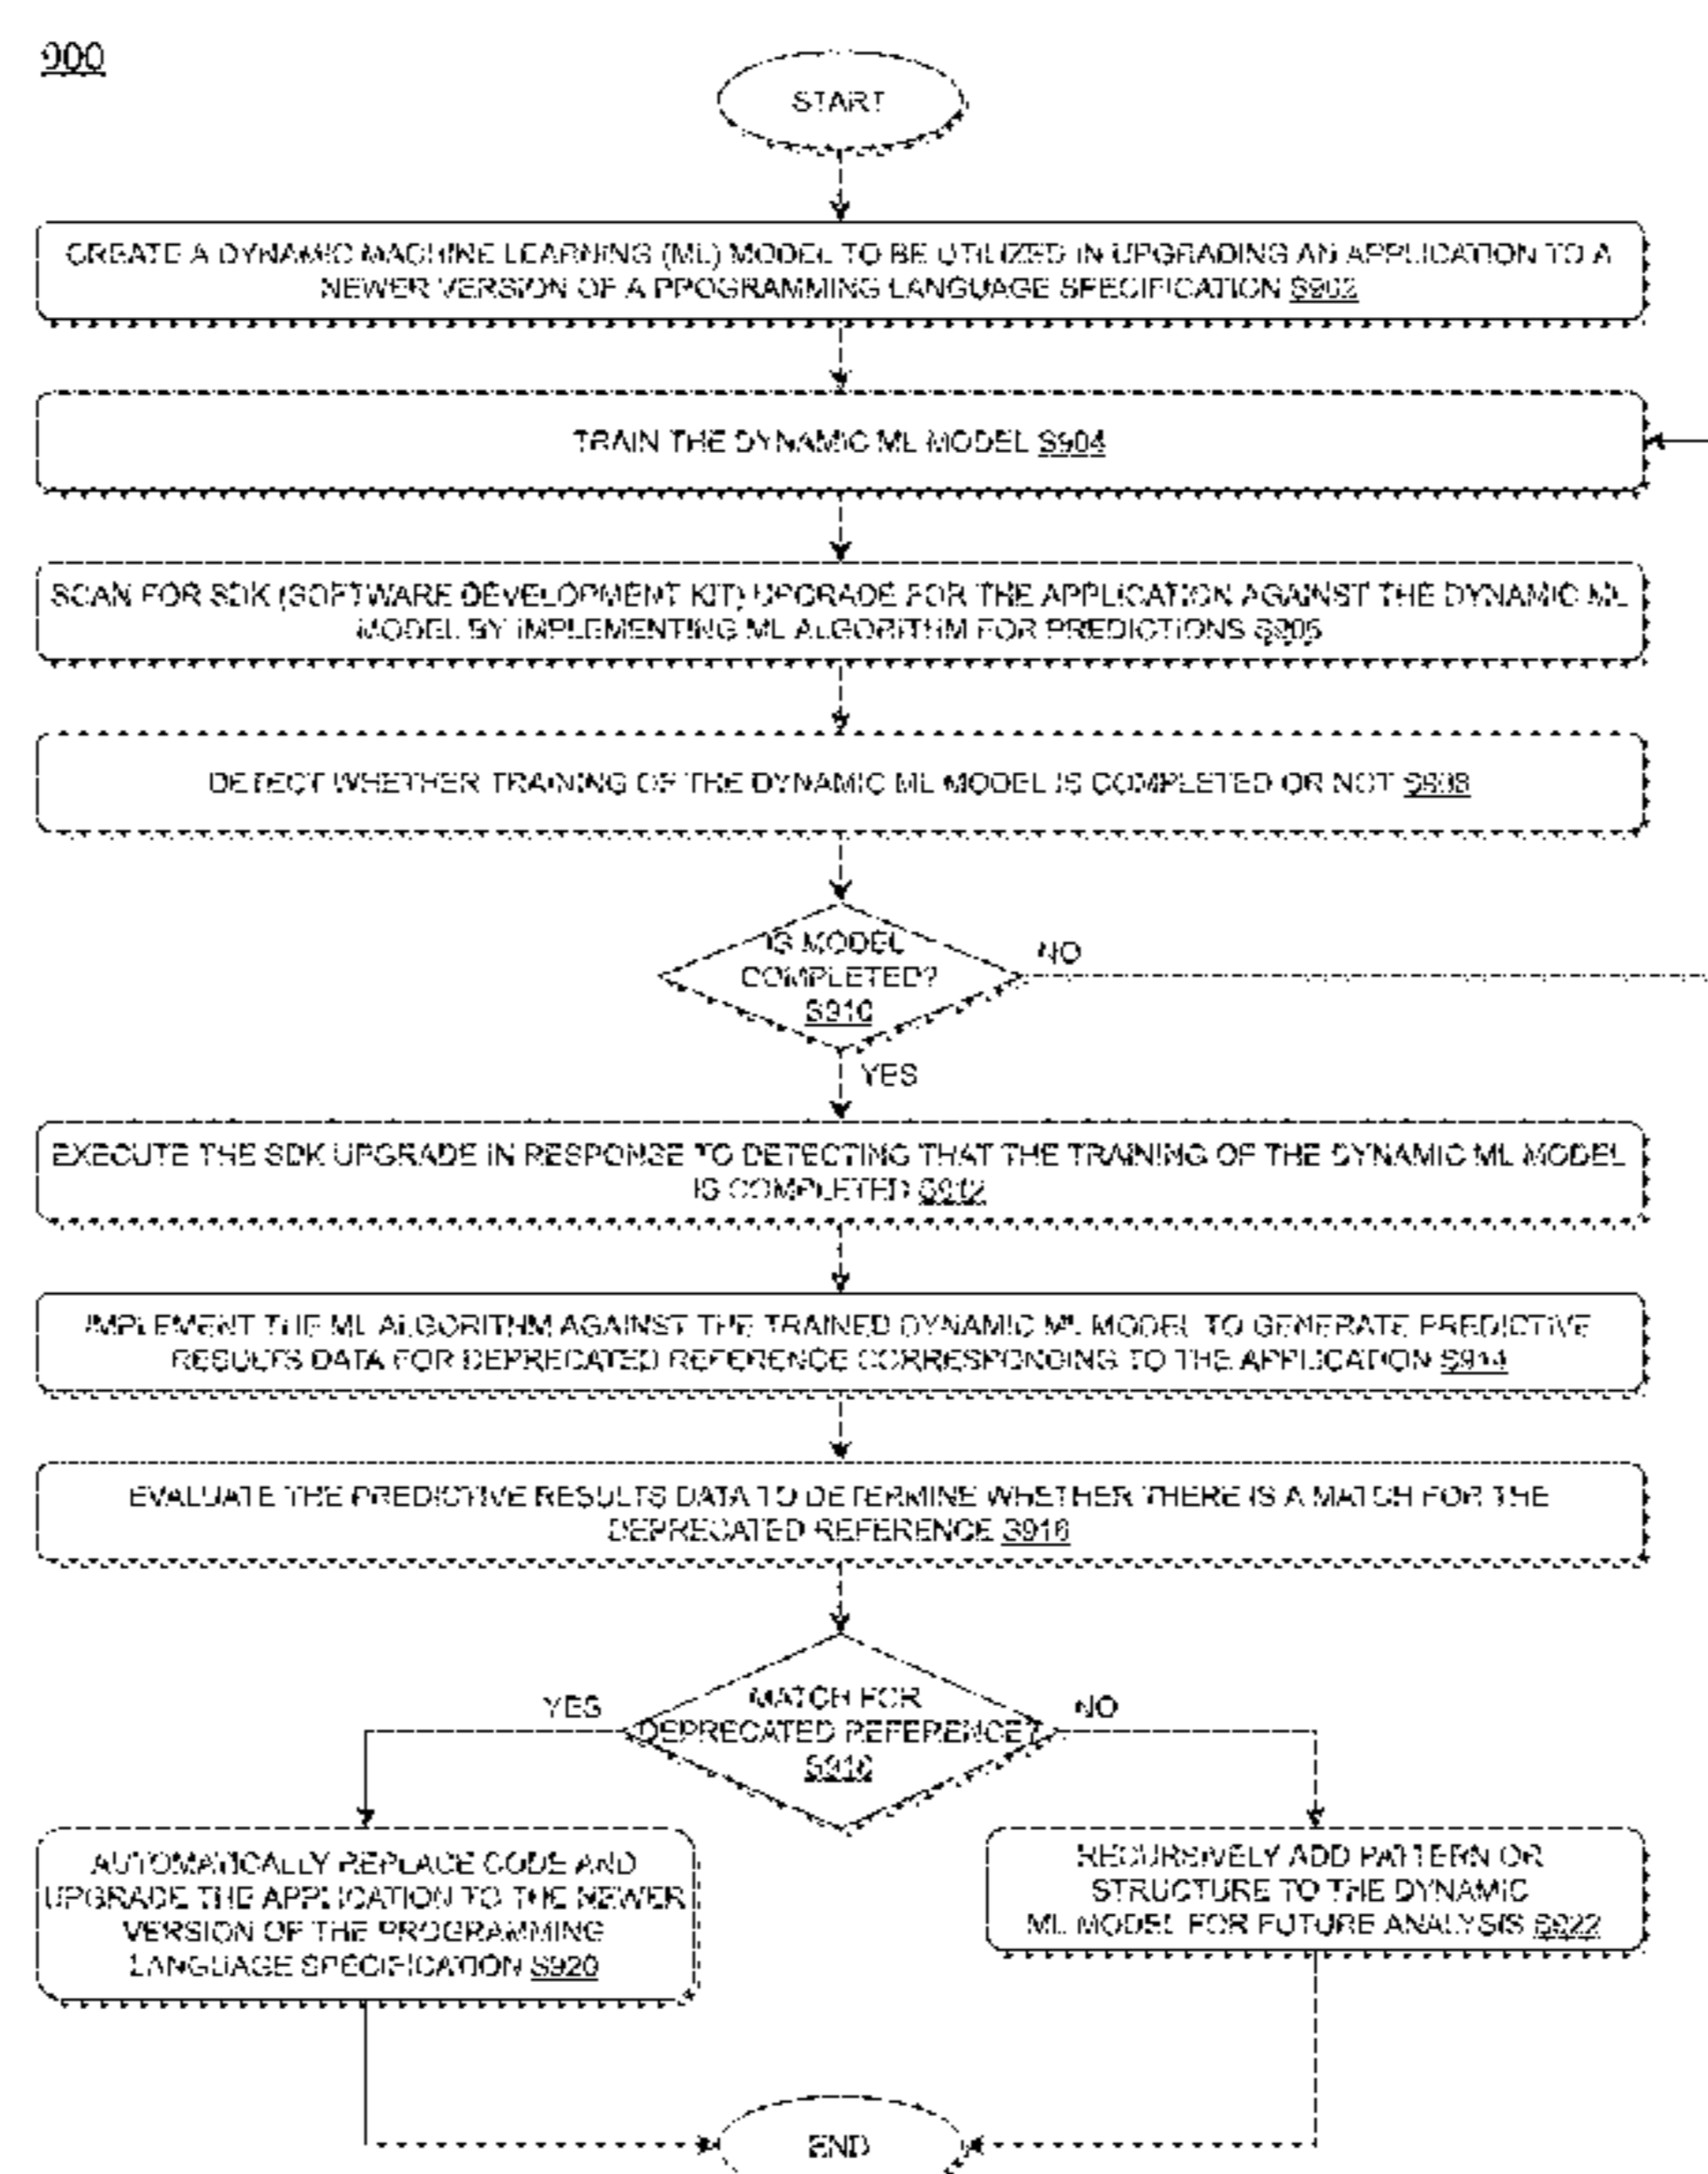 900
START
CREATE A DYNAMIC MACHINE LEARNING (ML) MODEL TO BE UTILIZED IN UPGRADING AN APPLICATION TO A
NEWER VERSION OF A PROGRAMMING LANGUAGE SPECIFICATION S902
TRAIN THE DYNAMIC ML MODEL S904
SCAN FOR SDK (SOFTWARE DEVELOPMENT KIT) UPGRADE FOR THE APPLICATION AGAINST THE DYNAMIC ML
MODEL BY IMPLEMENTING ML ALGORITHM FOR PREDICTIONS S906
DETECT WHETHER TRAINING OF THE DYNAMIC ML MODEL IS COMPLETED OR NOT S908
IS MODEL
COMPLETED?
S910
NO
YES
EXECUTE THE SDK UPGRADE IN RESPONSE TO DETECTING THAT THE TRAINING OF THE DYNAMIC ML MODEL
IS COMPLETED S912
IMPLEMENT THE ML ALGORITHM AGAINST THE TRAINED DYNAMIC ML MODEL TO GENERATE PREDICTIVE
RESULTS DATA FOR DEPRECATED REFERENCE CORRESPONDING TO THE APPLICATION S914
EVALUATE THE PREDICTIVE RESULTS DATA TO DETERMINE WHETHER THERE IS A MATCH FOR THE
DEPRECATED REFERENCE S916
YES
MATCH FOR
DEPRECATED REFERENCE?
S918
NO
AUTOMATICALLY REPLACE CODE AND
UPGRADE THE APPLICATION TO THE NEWER
VERSION OF THE PROGRAMMING
LANGUAGE SPECIFICATION S920
RECURSIVELY ADD PATTERN OR
STRUCTURE TO THE DYNAMIC
ML MODEL FOR FUTURE ANALYSIS S922
END